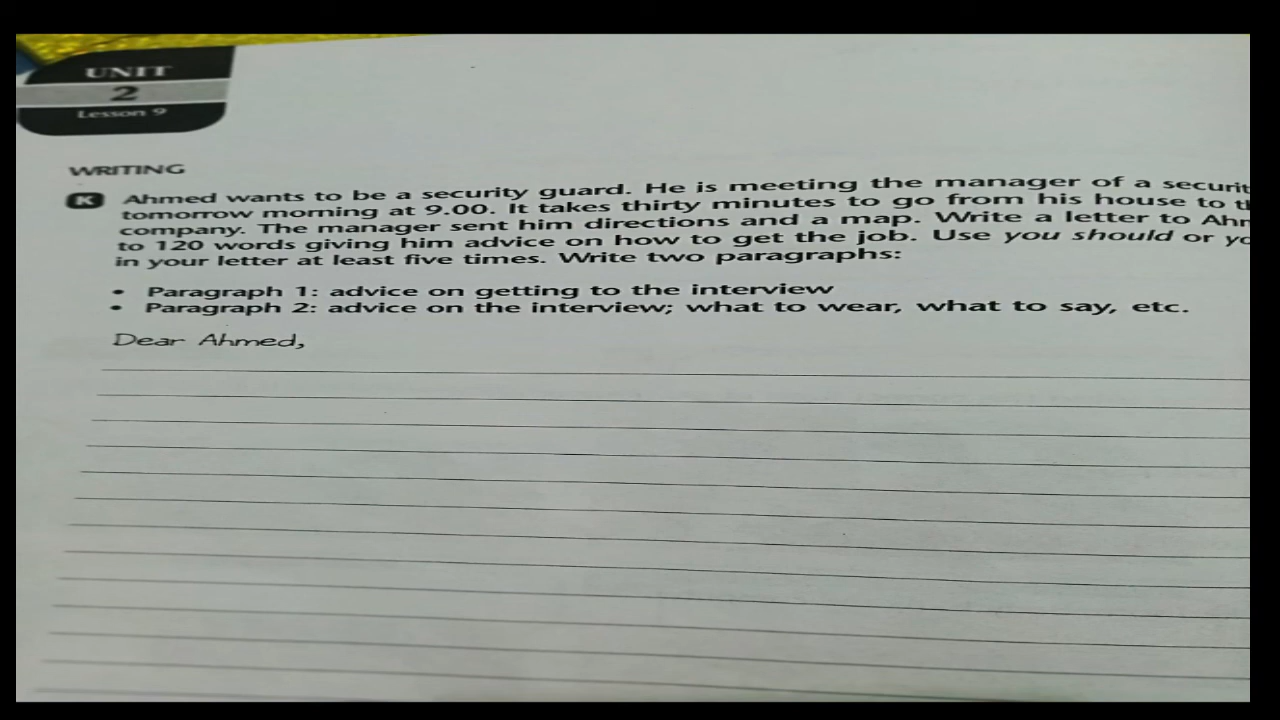 UNIT
2
Lesson 9
WRITING
K Ahmed wants to be a security guard. He is meeting the manager of a securit
tomorrow morning at 9.00. It takes thirty minutes to go from his house to
company. The manager sent him directions and a map. Write a letter to
to 120 words giving him advice on how to get the job. Use you should or
in your letter at least five times. Write two paragraphs:
• Paragraph 1: advice on getting to the interview
• Paragraph 2: advice on the interview; what to wear, what to say, etc.
Dear Ahmed,